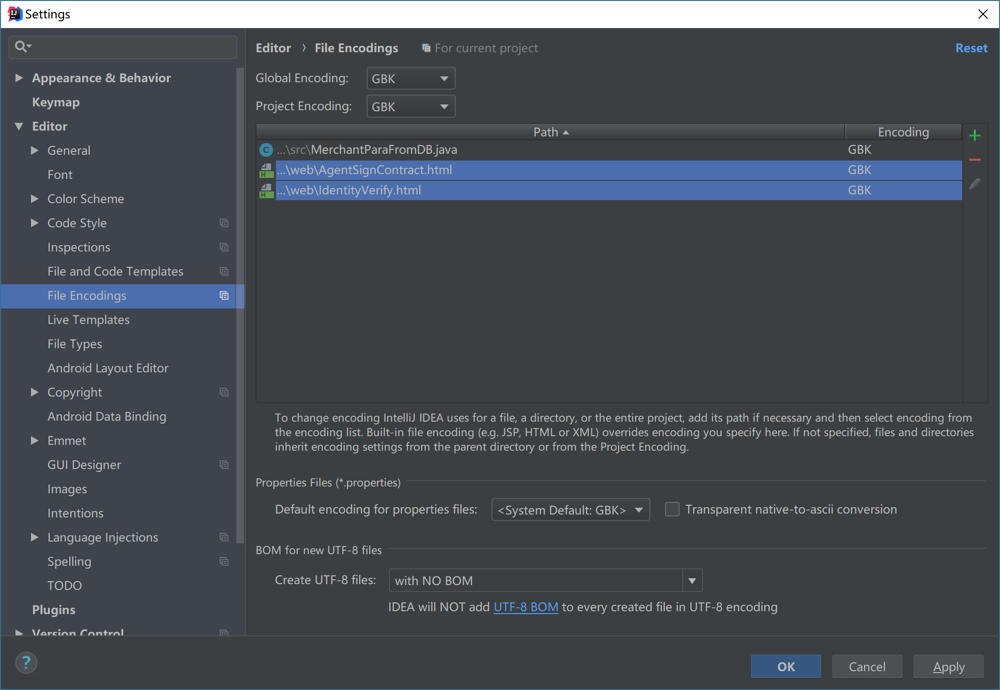 Settings
Appearance & Behavior
Keymap
Editor
General
Font
Color Scheme
Code Style
Inspections
File and Code Templates
File Encodings
Live Templates
File Types
Android Layout Editor
Copyright
Android Data Binding
Emmet
GUI Designer
Images
Intentions
Language Injections
Spelling
TODO
Plugins
Version Control
Editor › File Encodings For current project Reset
Global Encoding: GBK
Project Encoding: GBK
Path Encoding
...\src\MerchantParaFromDB.java GBK
...\web\AgentSignContract.html GBK
...\web\IdentityVerify.html GBK
To change encoding IntelliJ IDEA uses for a file, a directory, or the entire project, add its path if necessary and then select encoding from
the encoding list. Built-in file encoding (e.g. JSP, HTML or XML) overrides encoding you specify here. If not specified, files and directories
inherit encoding settings from the parent directory or from the Project Encoding.
Properties Files (*.properties)
Default encoding for properties files: <System Default: GBK> Transparent native-to-ascii conversion
BOM for new UTF-8 files
Create UTF-8 files: with NO BOM
IDEA will NOT add UTF-8 BOM to every created file in UTF-8 encoding
? OK Cancel Apply